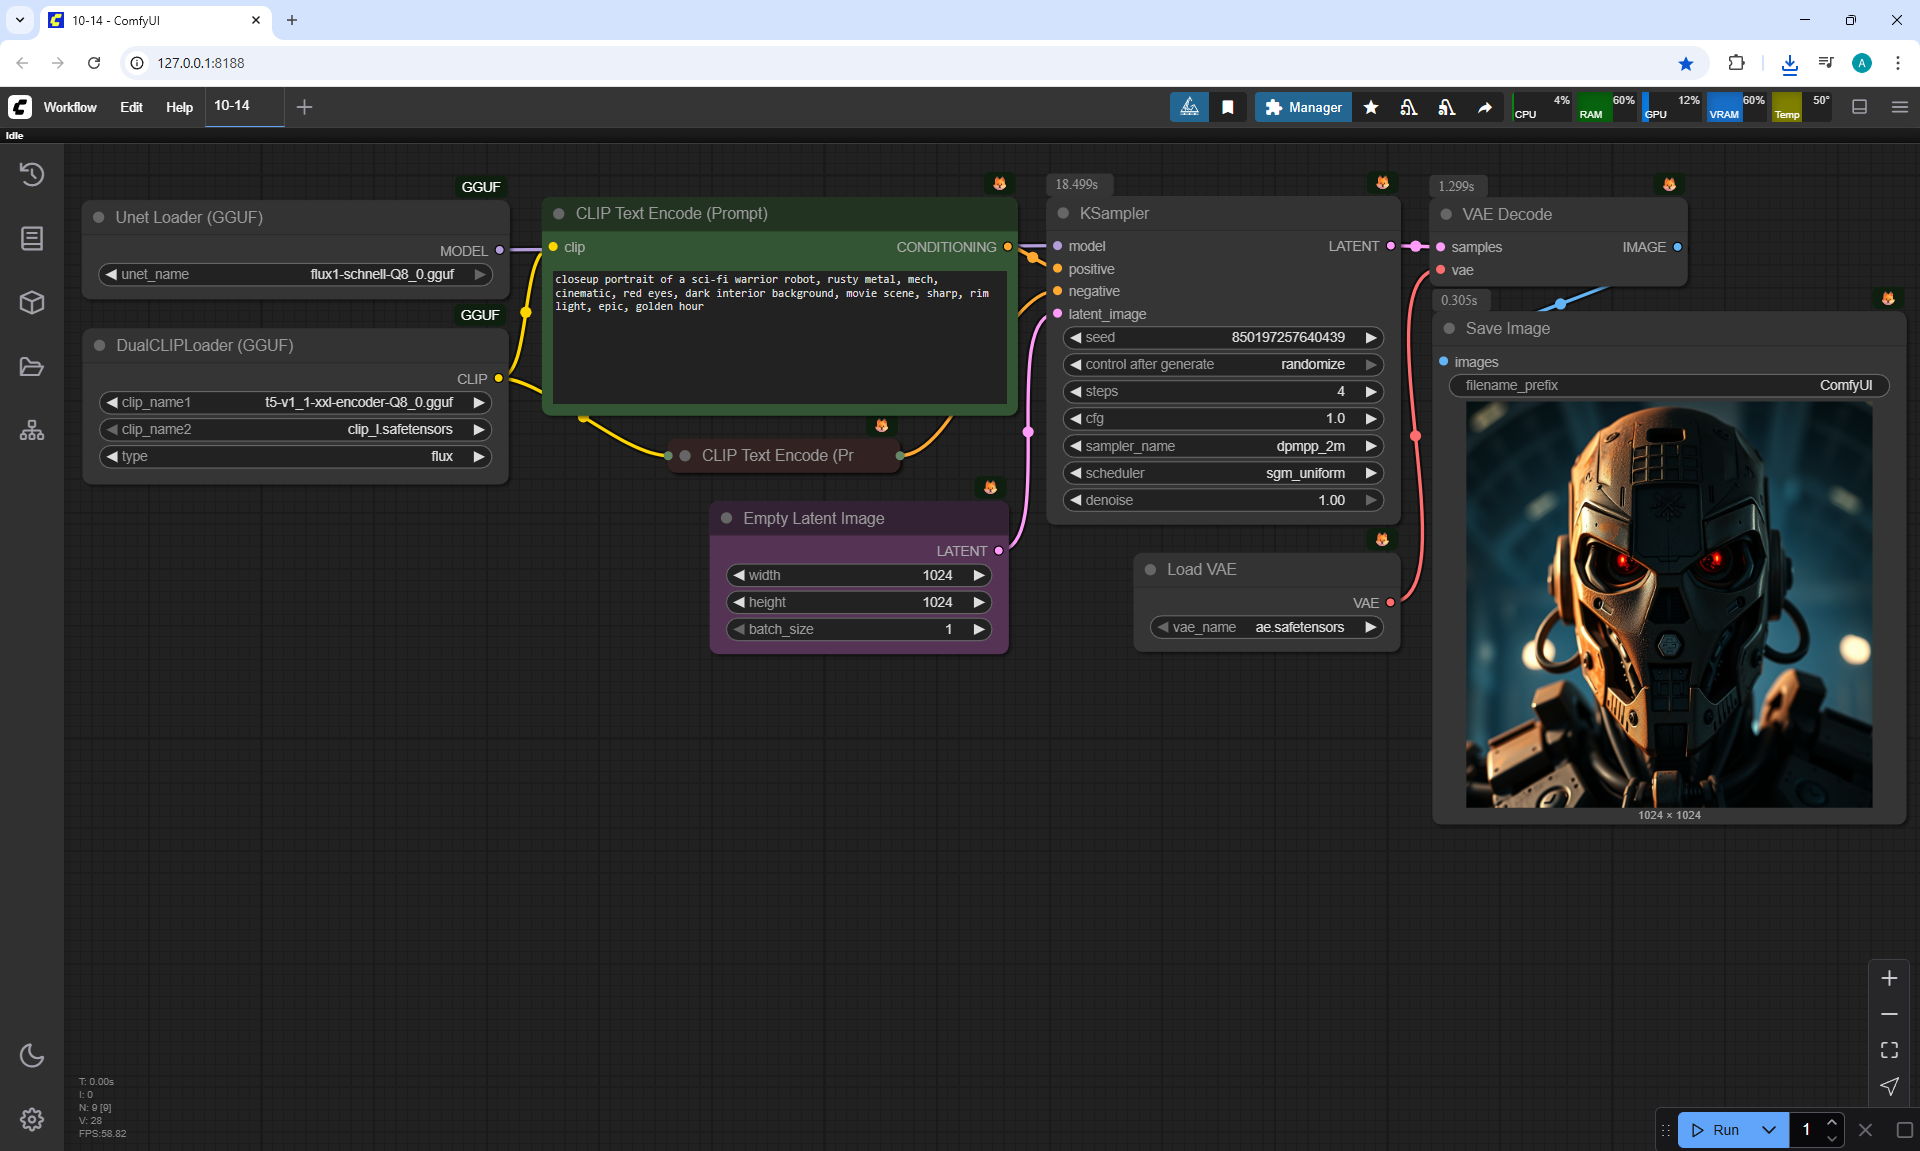 10-14 - ComfyUI
127.0.0.1:8188
Workflow Edit Help 10-14
Manager
CPU 4% RAM 60% GPU 12% VRAM 60% Temp 50°
Idle
GGUF
Unet Loader (GGUF)
MODEL
unet_name flux1-schnell-Q8_0.gguf
GGUF
DualCLIPLoader (GGUF)
CLIP
clip_name1 t5-v1_1-xxl-encoder-Q8_0.gguf
clip_name2 clip_l.safetensors
type flux
CLIP Text Encode (Prompt)
clip CONDITIONING
closeup portrait of a sci-fi warrior robot, rusty metal, mech,
cinematic, red eyes, dark interior background, movie scene, sharp, rim
light, epic, golden hour
CLIP Text Encode (Pr
Empty Latent Image
LATENT
width 1024
height 1024
batch_size 1
18.499s
KSampler
model LATENT
positive
negative
latent_image
seed 850197257640439
control after generate randomize
steps 4
cfg 1.0
sampler_name dpmpp_2m
scheduler sgm_uniform
denoise 1.00
Load VAE
VAE
vae_name ae.safetensors
1.299s
VAE Decode
samples IMAGE
vae
0.305s
Save Image
images
filename_prefix ComfyUI
1024 × 1024
T: 0.00s
I: 0
N: 9 [9]
V: 28
FPS:58.82
Run 1
A